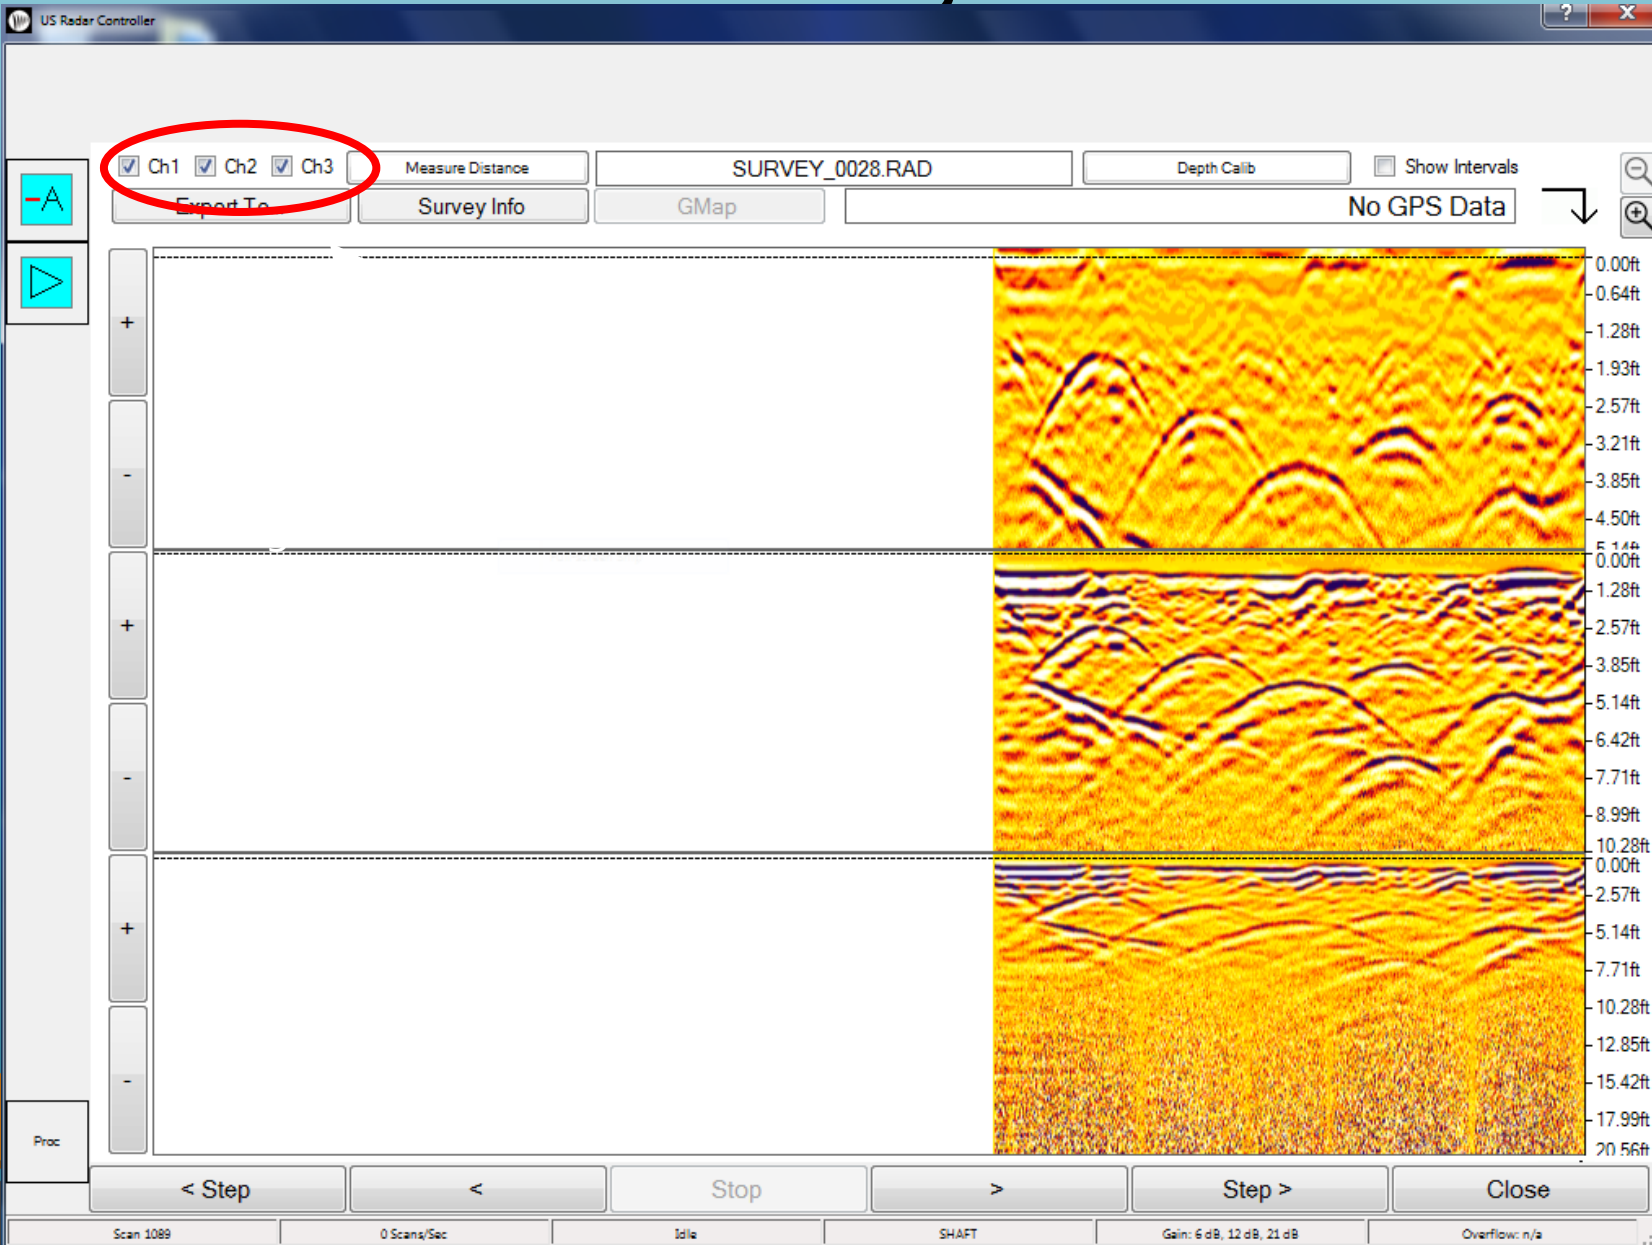 US Radar Controller
? X
Ch1 Ch2 Ch3 Measure Distance SURVEY_0028.RAD Depth Calib Show Intervals
-A Export To Survey Info GMap No GPS Data
+
-
0.00ft
0.64ft
1.28ft
1.93ft
2.57ft
3.21ft
3.85ft
4.50ft
5.14ft
+
-
0.00ft
1.28ft
2.57ft
3.85ft
5.14ft
6.42ft
7.71ft
8.99ft
10.28ft
+
-
0.00ft
2.57ft
5.14ft
7.71ft
10.28ft
12.85ft
15.42ft
17.99ft
20.56ft
Proc
< Step < Stop > Step > Close
Scan 1089 0 Scans/Sec Idle SHAFT Gain: 6 dB, 12 dB, 21 dB Overflow: n/a